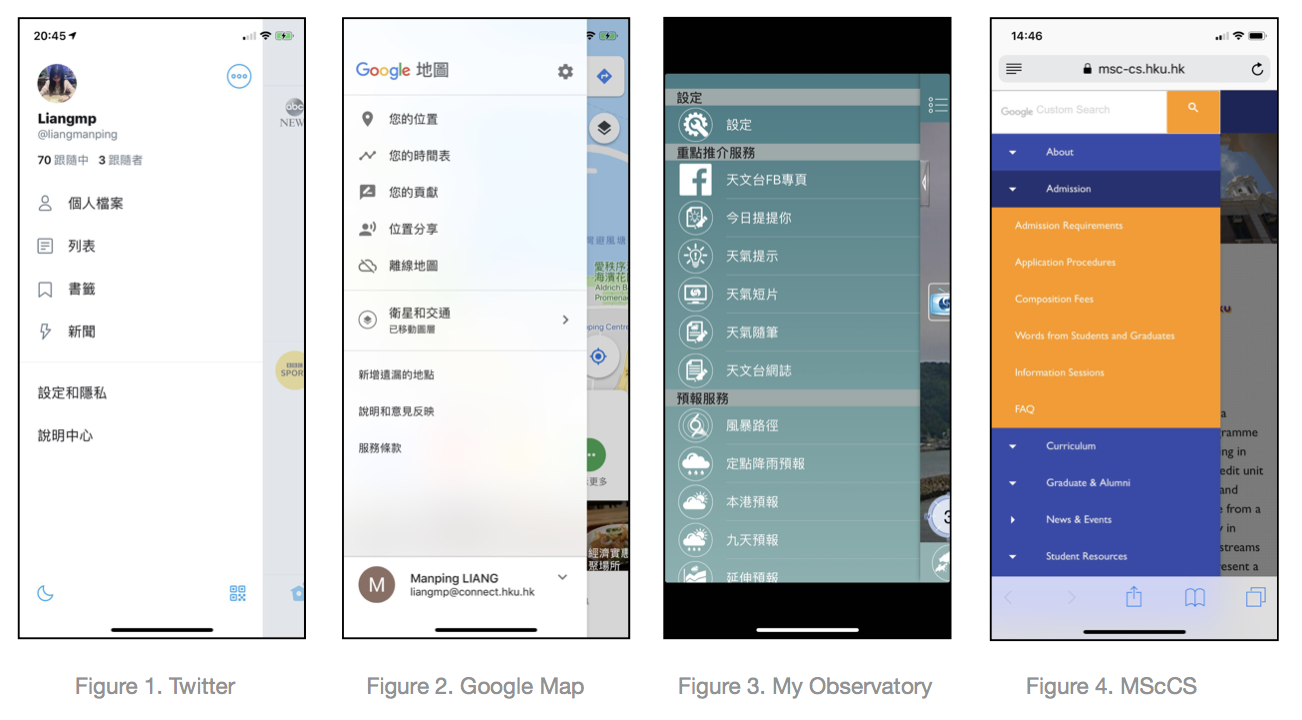 20:45
Liangmp
@liangmanping
70 跟隨中 3 跟隨者
個人檔案
列表
書籤
新聞
設定和隱私
說明中心
abc
NEW
SPOR
Google 地圖
您的位置
您的時間表
您的貢獻
位置分享
離線地圖
衛星和交通
已移動圖層
新增遺漏的地點
說明和意見反映
服務條款
M
Manping LIANG
liangmp@connect.hku.hk
愛秩序
海濱花
Aldrich B
Promena
ping Centre
更多
經濟實惠
聚場所
設定
設定
重點推介服務
天文台FB專頁
今日提提你
天氣提示
天氣短片
天氣隨筆
天文台網誌
預報服務
風暴路徑
定點降雨預報
本港預報
九天預報
延伸預報
3
14:46
msc-cs.hku.hk
Google Custom Search
About
Admission
Admission Requirements
Application Procedures
Composition Fees
Words from Students and Graduates
Information Sessions
FAQ
Curriculum
Graduate & Alumni
News & Events
Student Resources
ku
a
ramme
ng in
edit unit
and
e from a
y in
streams
esent a
Figure 1. Twitter
Figure 2. Google Map
Figure 3. My Observatory
Figure 4. MScCS